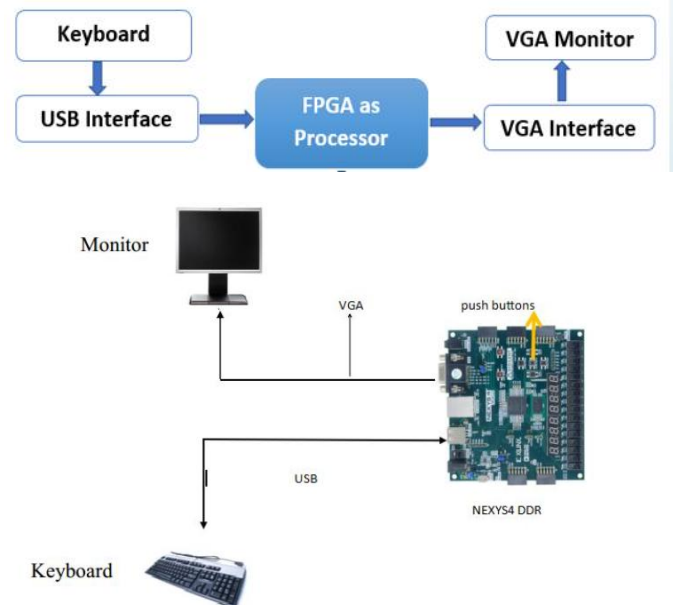 Keyboard
VGA Monitor
USB Interface
FPGA as
Processor
VGA Interface
Monitor
VGA
push buttons
USB
NEXYS4 DDR
Keyboard